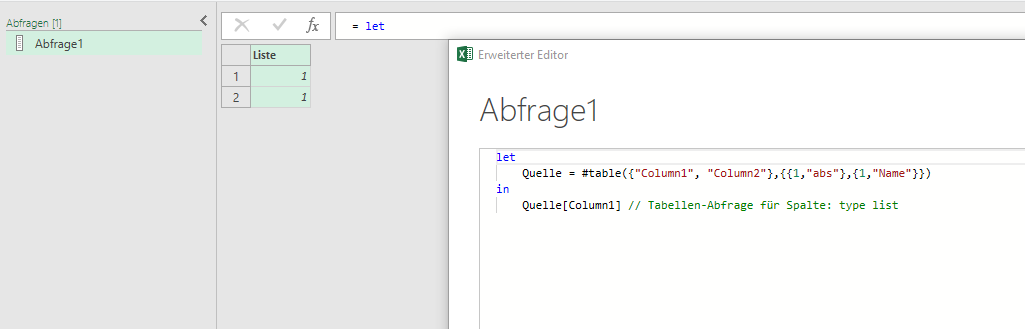 Abfragen [1]
Abfrage1
fx
= let
Liste
1 1
2 1
Erweiterter Editor
Abfrage1
let
Quelle = #table({"Column1", "Column2"},{{1,"abs"},{1,"Name"}})
in
Quelle[Column1] // Tabellen-Abfrage für Spalte: type list